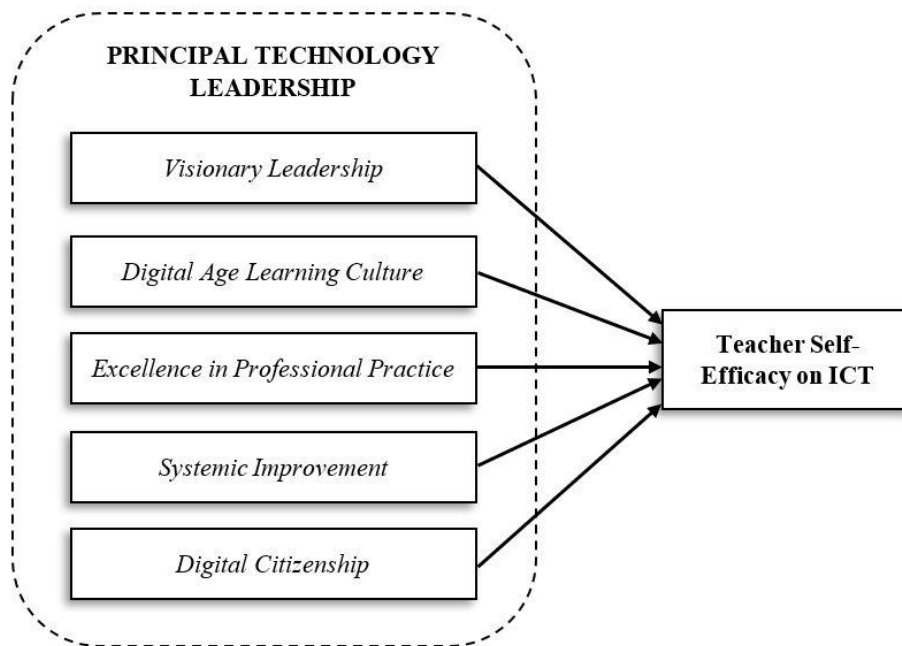 PRINCIPAL TECHNOLOGY
LEADERSHIP
Visionary Leadership
Digital Age Learning Culture
Excellence in Professional Practice
Systemic Improvement
Digital Citizenship
Teacher Self-
Efficacy on ICT